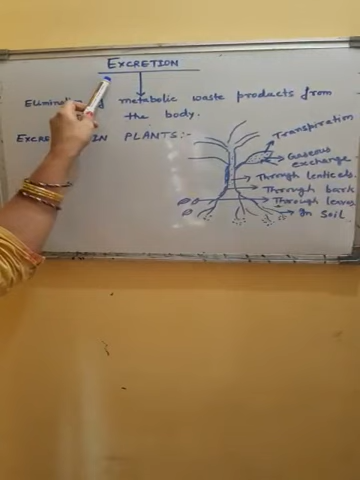 EXCRETION
metabolic waste products from
the body.
IN PLANTS:-
Transpiration
Gaseous
exchange
Through lenticels.
Through bark
Through leaves
In soil